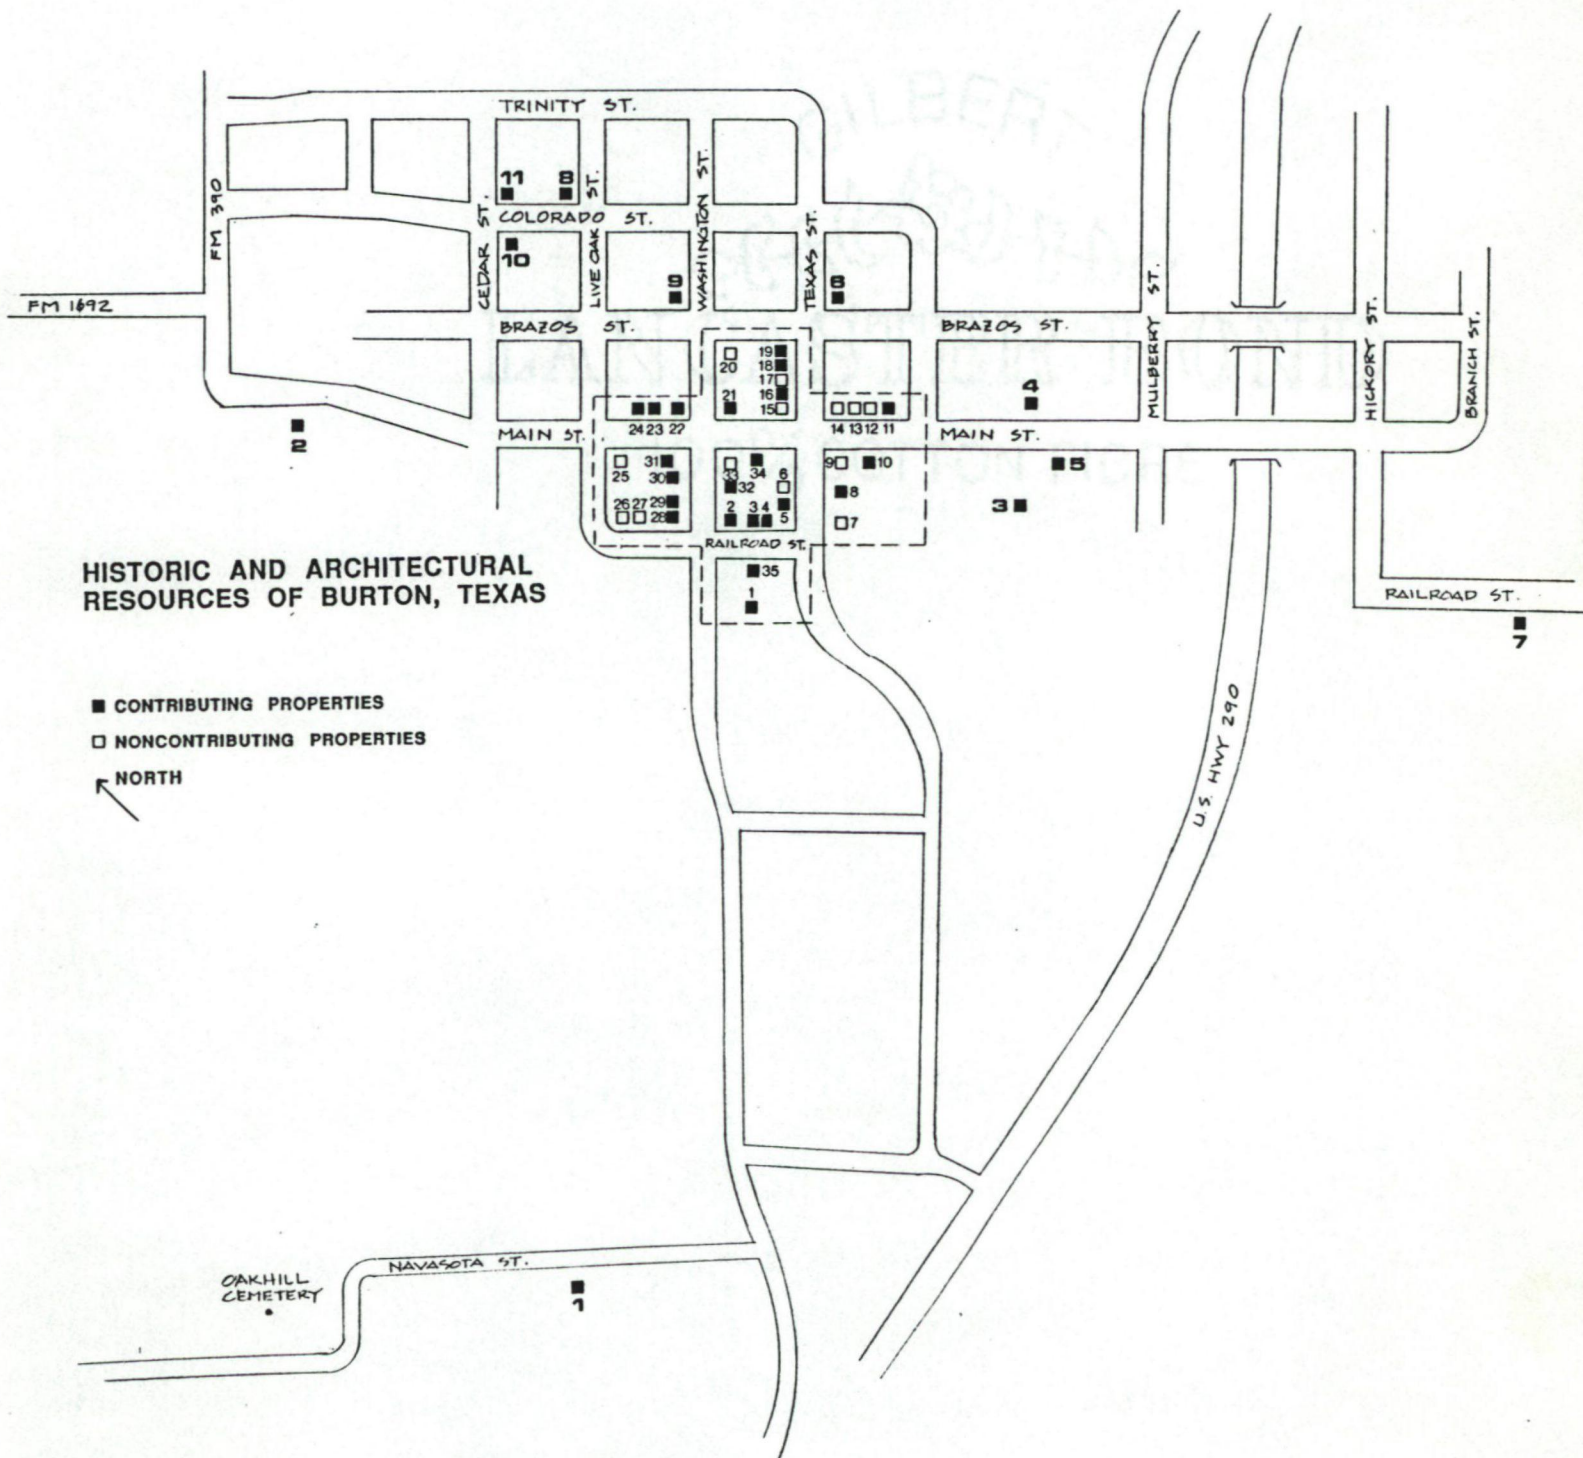 TRINITY ST.
FM 390
11 8
LIVE OAK ST.
WASHINGTON ST.
CEDAR ST.
COLORADO ST.
TEXAS ST.
10
9
6
MULBERRY ST.
HICKORY ST.
BRANCH ST.
FM 1692
BRAZOS ST.
BRAZOS ST.
20
19
18
17
16
15
21
4
2
24 23 22
14 13 12 11
MAIN ST.
MAIN ST.
25
31
30
33
34
6
9
10
5
26 27
29
28
32
2 3 4
5
8
7
3
RAILROAD ST.
35
1
HISTORIC AND ARCHITECTURAL
RESOURCES OF BURTON, TEXAS
RAILROAD ST.
7
CONTRIBUTING PROPERTIES
NONCONTRIBUTING PROPERTIES
NORTH
U.S. HWY 290
NAVASOTA ST.
OAKHILL
CEMETERY
1